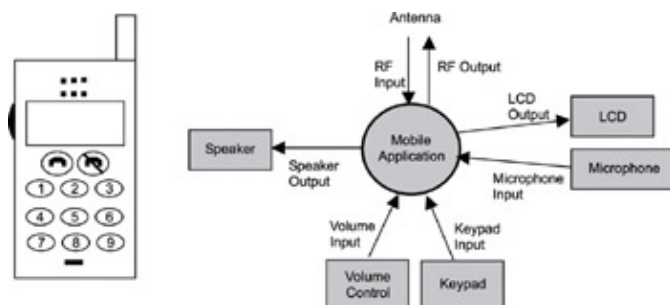 1 2 3
4 5 6
7 8 9
Antenna
RF
Input
RF Output
LCD
Output
LCD
Mobile
Application
Speaker
Speaker
Output
Microphone
Microphone
Input
Volume
Input
Keypad
Input
Volume
Control
Keypad